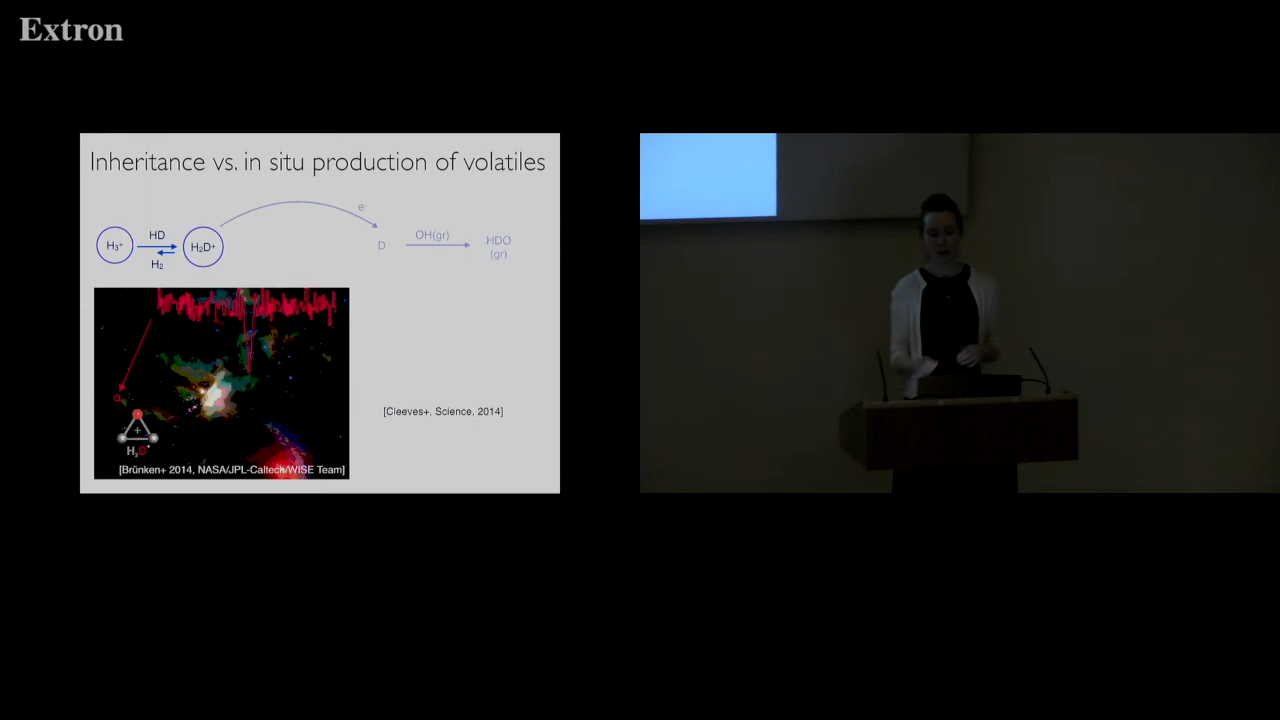 Extron
Inheritance vs. in situ production of volatiles
e-
H3+
HD
H2
H2D+
D
OH(gr)
HDO
(gr)
H2D+
[Brünken+ 2014, NASA/JPL-Caltech/WISE Team]
[Cleeves+, Science, 2014]